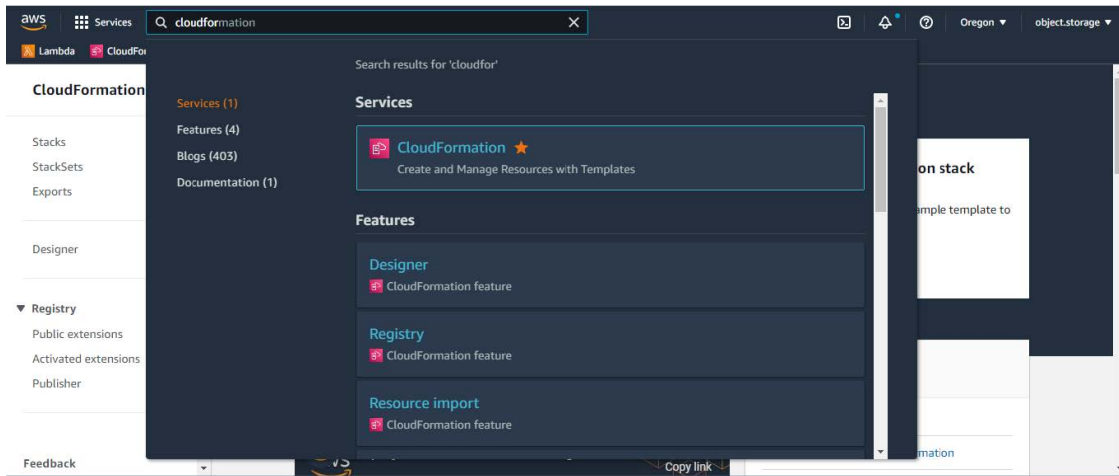 aws
Services
cloudformation
Oregon
object.storage
Lambda
CloudFor
CloudFormation
Stacks
StackSets
Exports
Designer
Registry
Public extensions
Activated extensions
Publisher
Feedback
Search results for 'cloudfor'
Services (1)
Features (4)
Blogs (403)
Documentation (1)
Services
CloudFormation
Create and Manage Resources with Templates
Features
Designer
CloudFormation feature
Registry
CloudFormation feature
Resource import
CloudFormation feature
on stack
ample template to
mation
Copy link